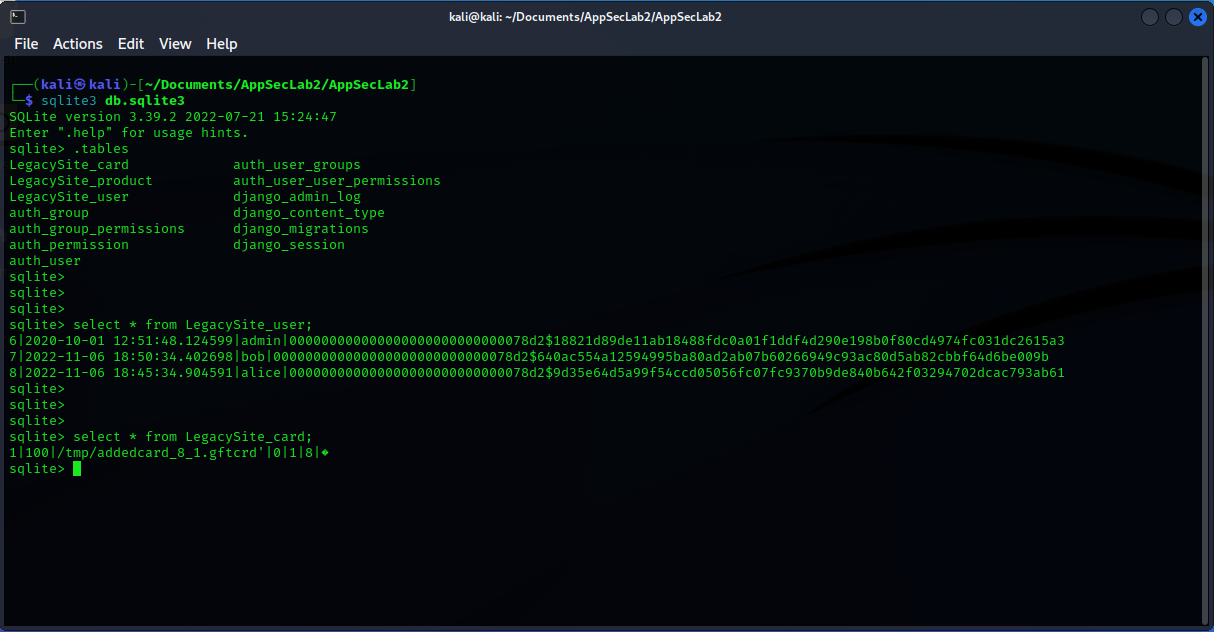 kali@kali: ~/Documents/AppSecLab2/AppSecLab2
File Actions Edit View Help
┌──(kali㉿kali)-[~/Documents/AppSecLab2/AppSecLab2]
└─$ sqlite3 db.sqlite3
SQLite version 3.39.2 2022-07-21 15:24:47
Enter ".help" for usage hints.
sqlite> .tables
LegacySite_card             auth_user_groups
LegacySite_product          auth_user_user_permissions
LegacySite_user             django_admin_log
auth_group                  django_content_type
auth_group_permissions      django_migrations
auth_permission             django_session
auth_user
sqlite>
sqlite>
sqlite>
sqlite> select * from LegacySite_user;
6|2020-10-01 12:51:48.124599|admin|000000000000000000000000000078d2$18821d89de11ab18488fdc0a01f1ddf4d290e198b0f80cd4974fc031dc2615a3
7|2022-11-06 18:50:34.402698|bob|000000000000000000000000000078d2$640ac554a12594995ba80ad2ab07b60266949c93ac80d5ab82cbbf64d6be009b
8|2022-11-06 18:45:34.904591|alice|000000000000000000000000000078d2$9d35e64d5a99f54ccd05056fc07fc9370b9de840b642f03294702dcac793ab61
sqlite>
sqlite>
sqlite>
sqlite> select * from LegacySite_card;
1|100|/tmp/addedcard_8_1.gftcrd'|0|1|8|�
sqlite>